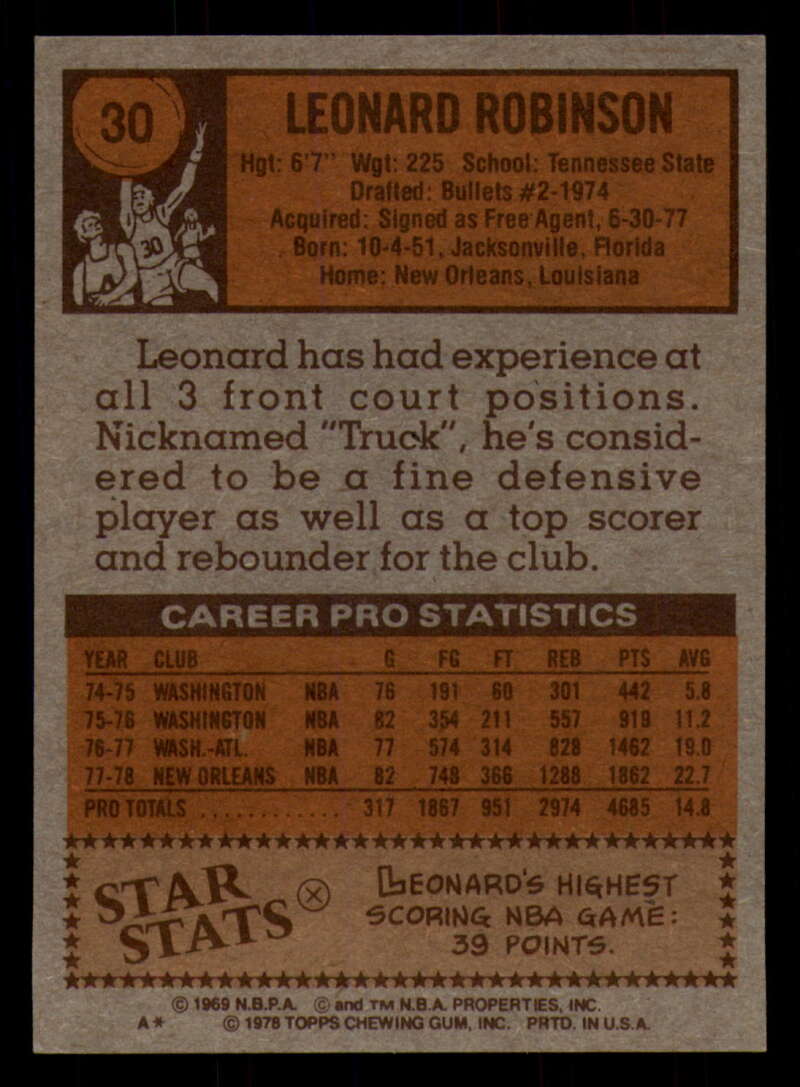 30
LEONARD ROBINSON
Hgt: 6'7" Wgt: 225 School: Tennessee State
Drafted: Bullets #2-1974
Acquired: Signed as Free Agent, 6-30-77
Born: 10-4-51, Jacksonville, Florida
Home: New Orleans, Louisiana
30
Leonard has had experience at
all 3 front court positions.
Nicknamed "Truck", he's consid-
ered to be a fine defensive
player as well as a top scorer
and rebounder for the club.
CAREER PRO STATISTICS
YEAR CLUB G FG FT REB PTS AVG
74-75 WASHINGTON NBA 76 191 60 301 442 5.8
75-76 WASHINGTON NBA 82 354 211 557 919 11.2
76-77 WASH.-ATL. NBA 77 574 314 828 1462 19.0
77-78 NEW ORLEANS NBA 82 748 366 1288 1862 22.7
PRO TOTALS ............ 317 1867 951 2974 4685 14.8
STAR STATS
LEONARD'S HIGHEST
SCORING NBA GAME:
39 POINTS.
© 1969 N.B.P.A. © and TM N.B.A. PROPERTIES, INC.
A* © 1978 TOPPS CHEWING GUM, INC. PRTD. IN U.S.A.